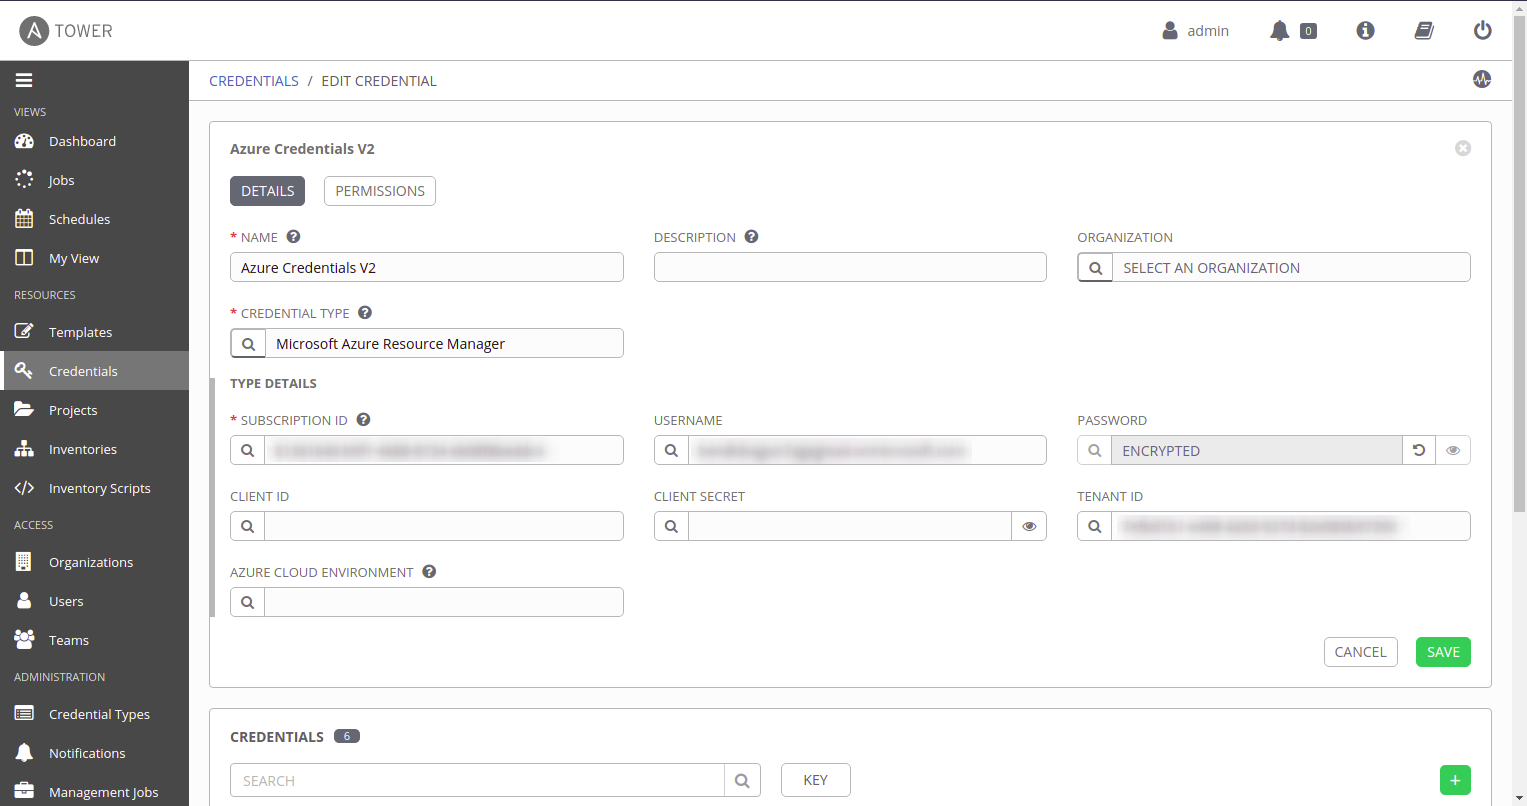 TOWER
admin
0
CREDENTIALS / EDIT CREDENTIAL
VIEWS
Dashboard
Jobs
Schedules
My View
RESOURCES
Templates
Credentials
Projects
Inventories
Inventory Scripts
ACCESS
Organizations
Users
Teams
ADMINISTRATION
Credential Types
Notifications
Management Jobs
Azure Credentials V2
DETAILS PERMISSIONS
* NAME DESCRIPTION ORGANIZATION
Azure Credentials V2 SELECT AN ORGANIZATION
* CREDENTIAL TYPE
Microsoft Azure Resource Manager
TYPE DETAILS
* SUBSCRIPTION ID USERNAME PASSWORD
ENCRYPTED
CLIENT ID CLIENT SECRET TENANT ID
AZURE CLOUD ENVIRONMENT
CANCEL SAVE
CREDENTIALS 6
SEARCH KEY +